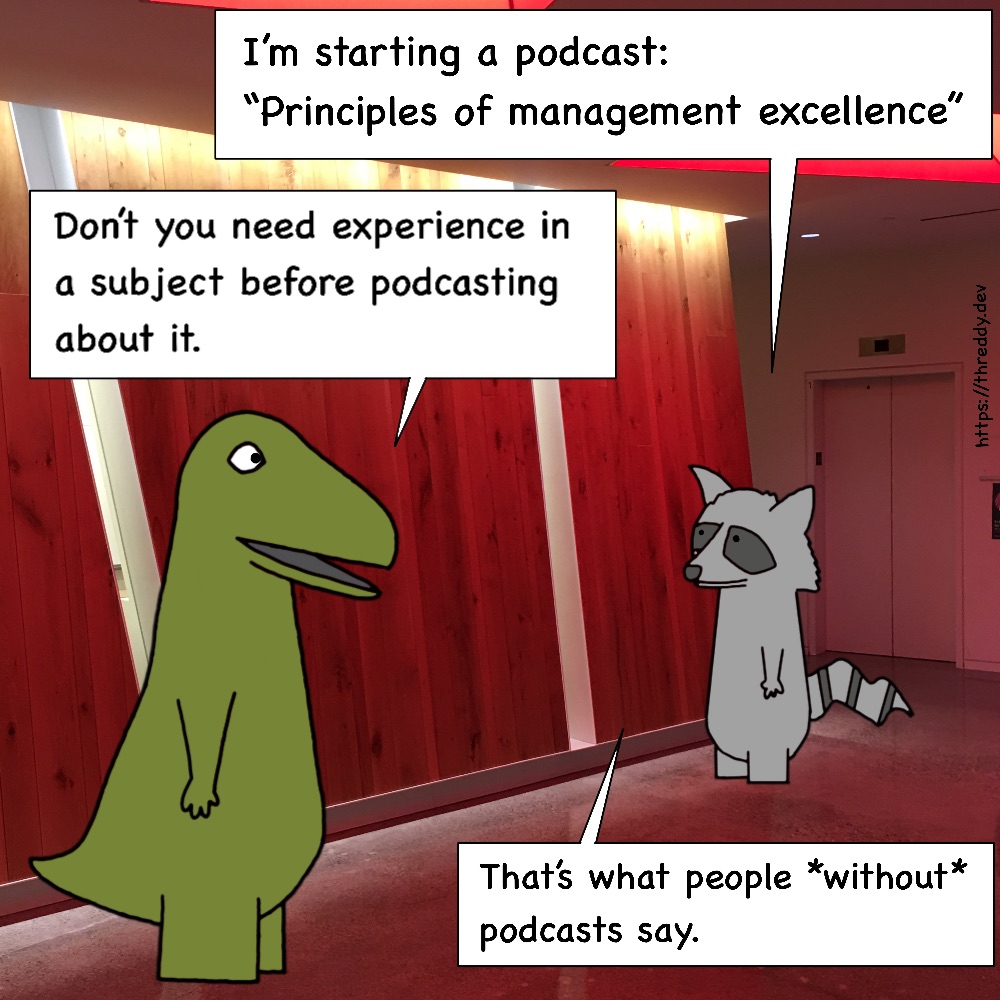 I'm starting a podcast:
“Principles of management excellence”
Don't you need experience in
a subject before podcasting
about it.
https://threddy.dev
That's what people *without*
podcasts say.